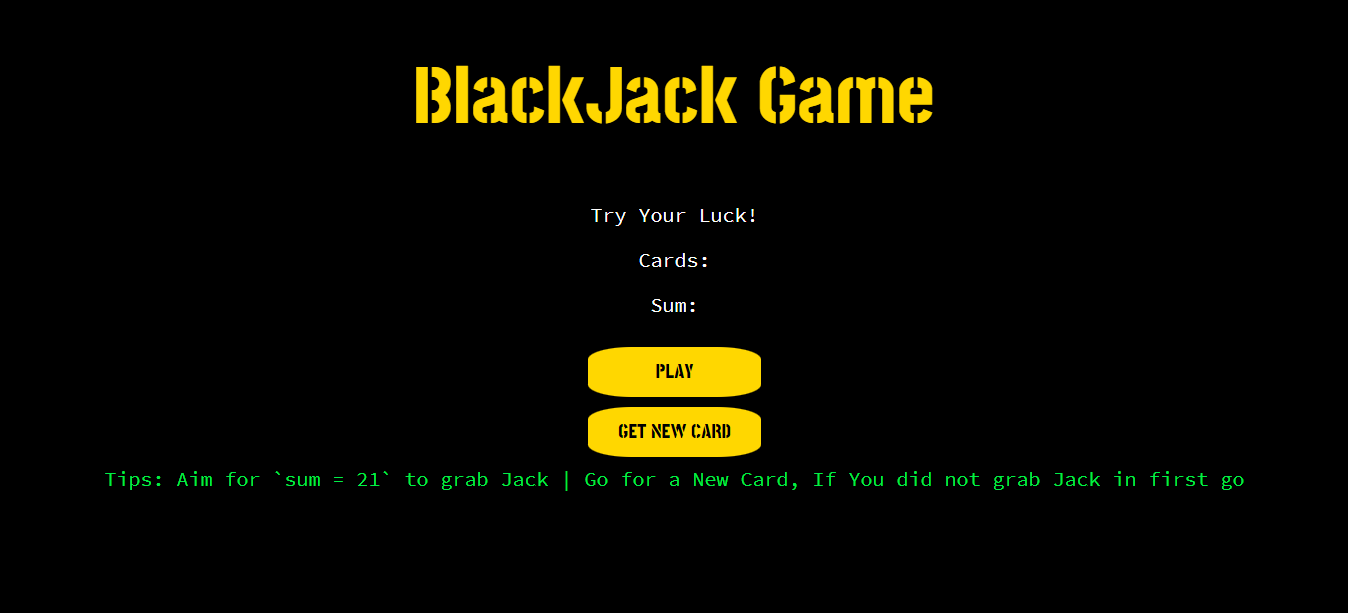 BlackJack Game
Try Your Luck!
Cards:
Sum:
PLAY
GET NEW CARD
Tips: Aim for `sum = 21` to grab Jack | Go for a New Card, If You did not grab Jack in first go